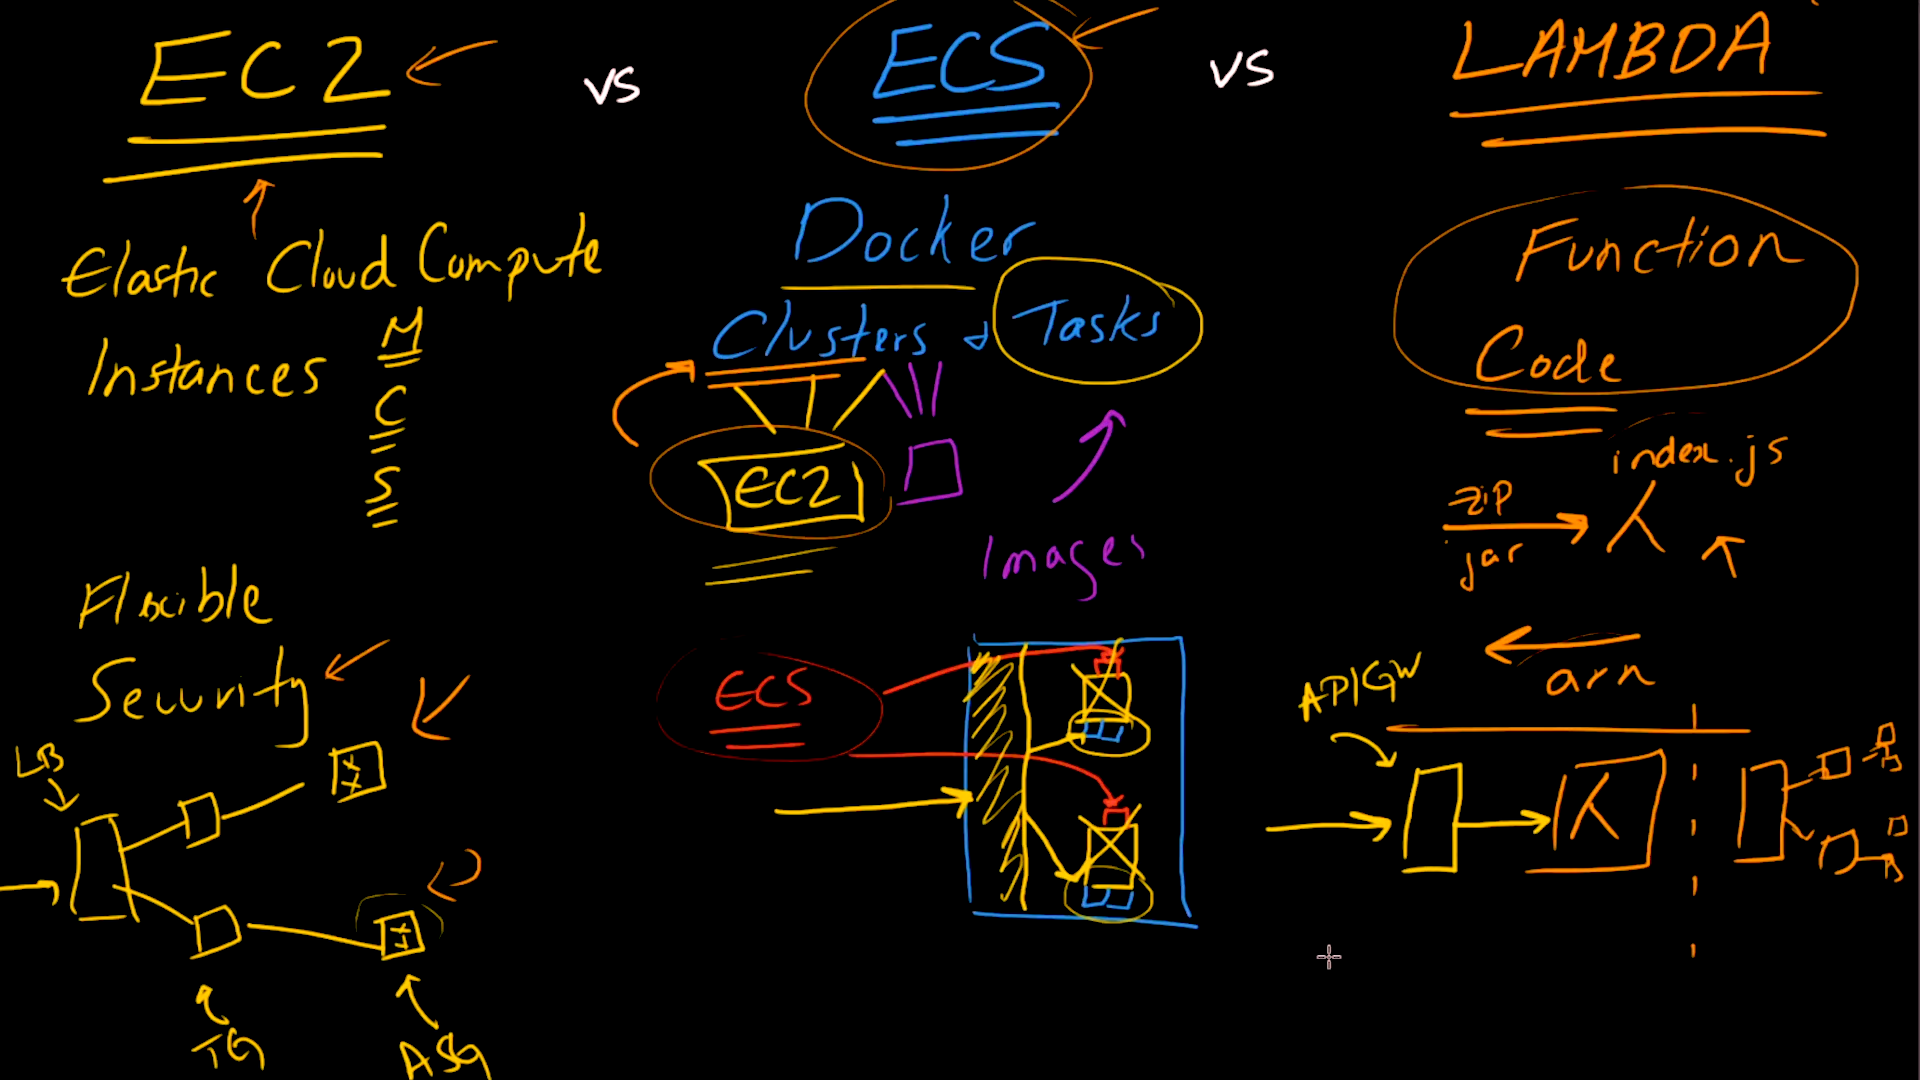 EC2 vs ECS vs LAMBDA
Elastic Cloud Compute
Instances
M
C
S
Flexible
Security
LB
TG
ASG
Docker
Clusters & Tasks
EC2
Images
ECS
Function
Code
index.js
zip
jar
λ
arn
APIGW
λ